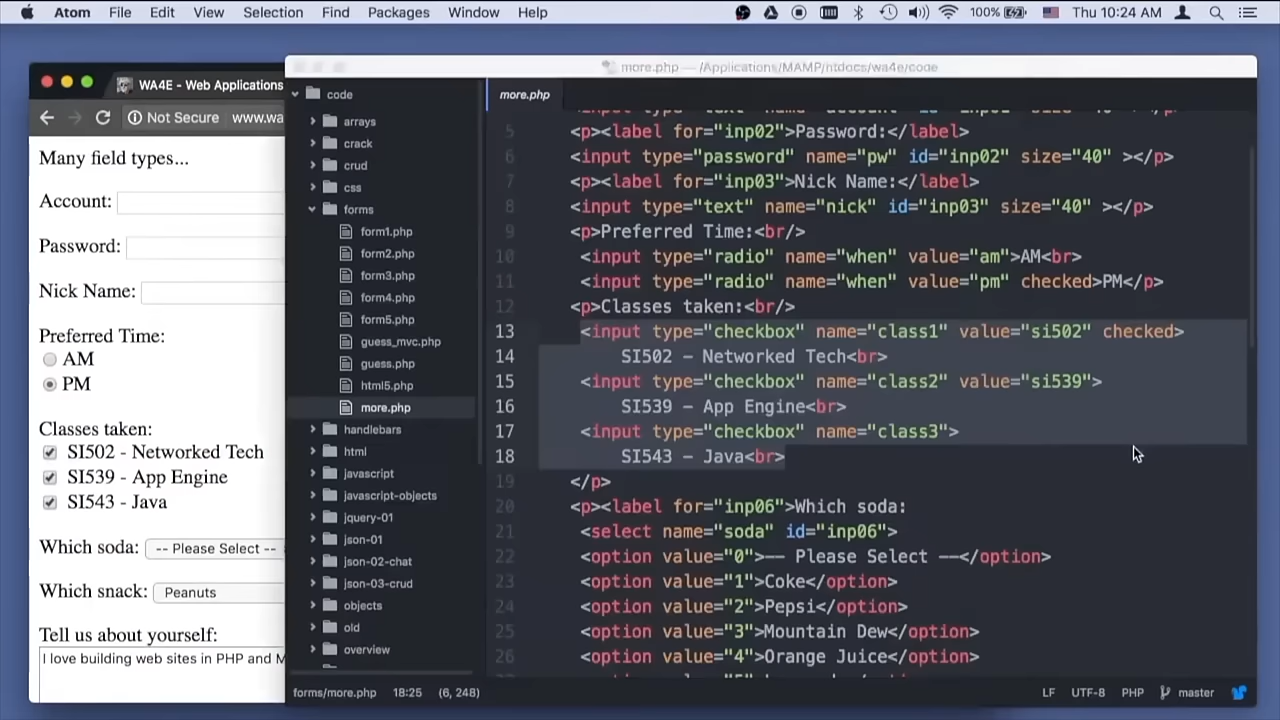 Atom File Edit View Selection Find Packages Window Help 100% Thu 10:24 AM
WA4E - Web Applications
Not Secure www.wa
Many field types...
Account:
Password:
Nick Name:
Preferred Time:
AM
PM
Classes taken:
SI502 - Networked Tech
SI539 - App Engine
SI543 - Java
Which soda: -- Please Select --
Which snack: Peanuts
Tell us about yourself:
I love building web sites in PHP and M
more.php — /Applications/MAMP/htdocs/wa4e/code
code
arrays
crack
crud
css
forms
form1.php
form2.php
form3.php
form4.php
form5.php
guess_mvc.php
guess.php
html5.php
more.php
handlebars
html
javascript
javascript-objects
jquery-01
json-01
json-02-chat
json-03-crud
objects
old
overview
more.php
5 <p><label for="inp02">Password:</label>
6 <input type="password" name="pw" id="inp02" size="40" ></p>
7 <p><label for="inp03">Nick Name:</label>
8 <input type="text" name="nick" id="inp03" size="40" ></p>
9 <p>Preferred Time:<br/>
10 <input type="radio" name="when" value="am">AM<br>
11 <input type="radio" name="when" value="pm" checked>PM</p>
12 <p>Classes taken:<br/>
13 <input type="checkbox" name="class1" value="si502" checked>
14 SI502 - Networked Tech<br>
15 <input type="checkbox" name="class2" value="si539">
16 SI539 - App Engine<br>
17 <input type="checkbox" name="class3">
18 SI543 - Java<br>
19 </p>
20 <p><label for="inp06">Which soda:
21 <select name="soda" id="inp06">
22 <option value="0">-- Please Select --</option>
23 <option value="1">Coke</option>
24 <option value="2">Pepsi</option>
25 <option value="3">Mountain Dew</option>
26 <option value="4">Orange Juice</option>
forms/more.php 18:25 (6, 248) LF UTF-8 PHP master